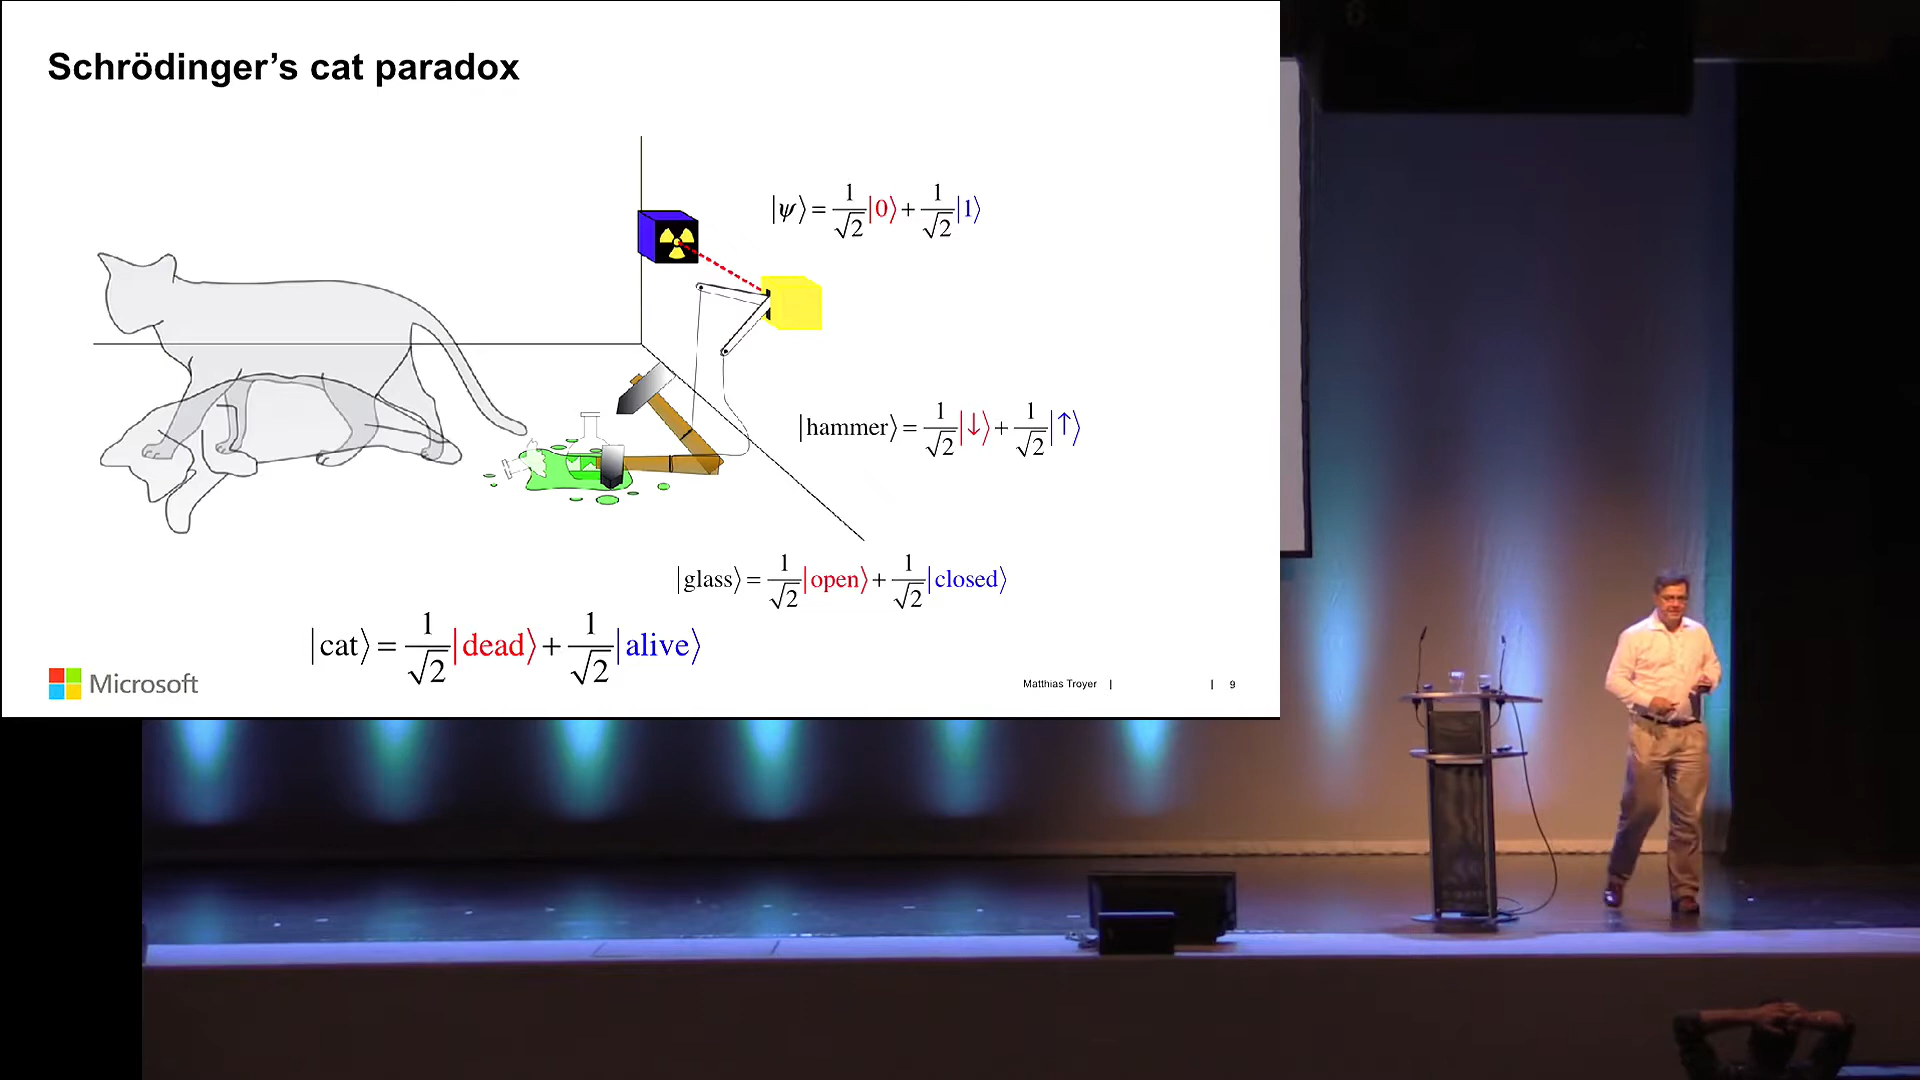 Schrödinger's cat paradox
|ψ⟩ = 1/√2 |0⟩ + 1/√2 |1⟩
|hammer⟩ = 1/√2 |↓⟩ + 1/√2 |↑⟩
|glass⟩ = 1/√2 |open⟩ + 1/√2 |closed⟩
|cat⟩ = 1/√2 |dead⟩ + 1/√2 |alive⟩
Microsoft
Matthias Troyer | | 9